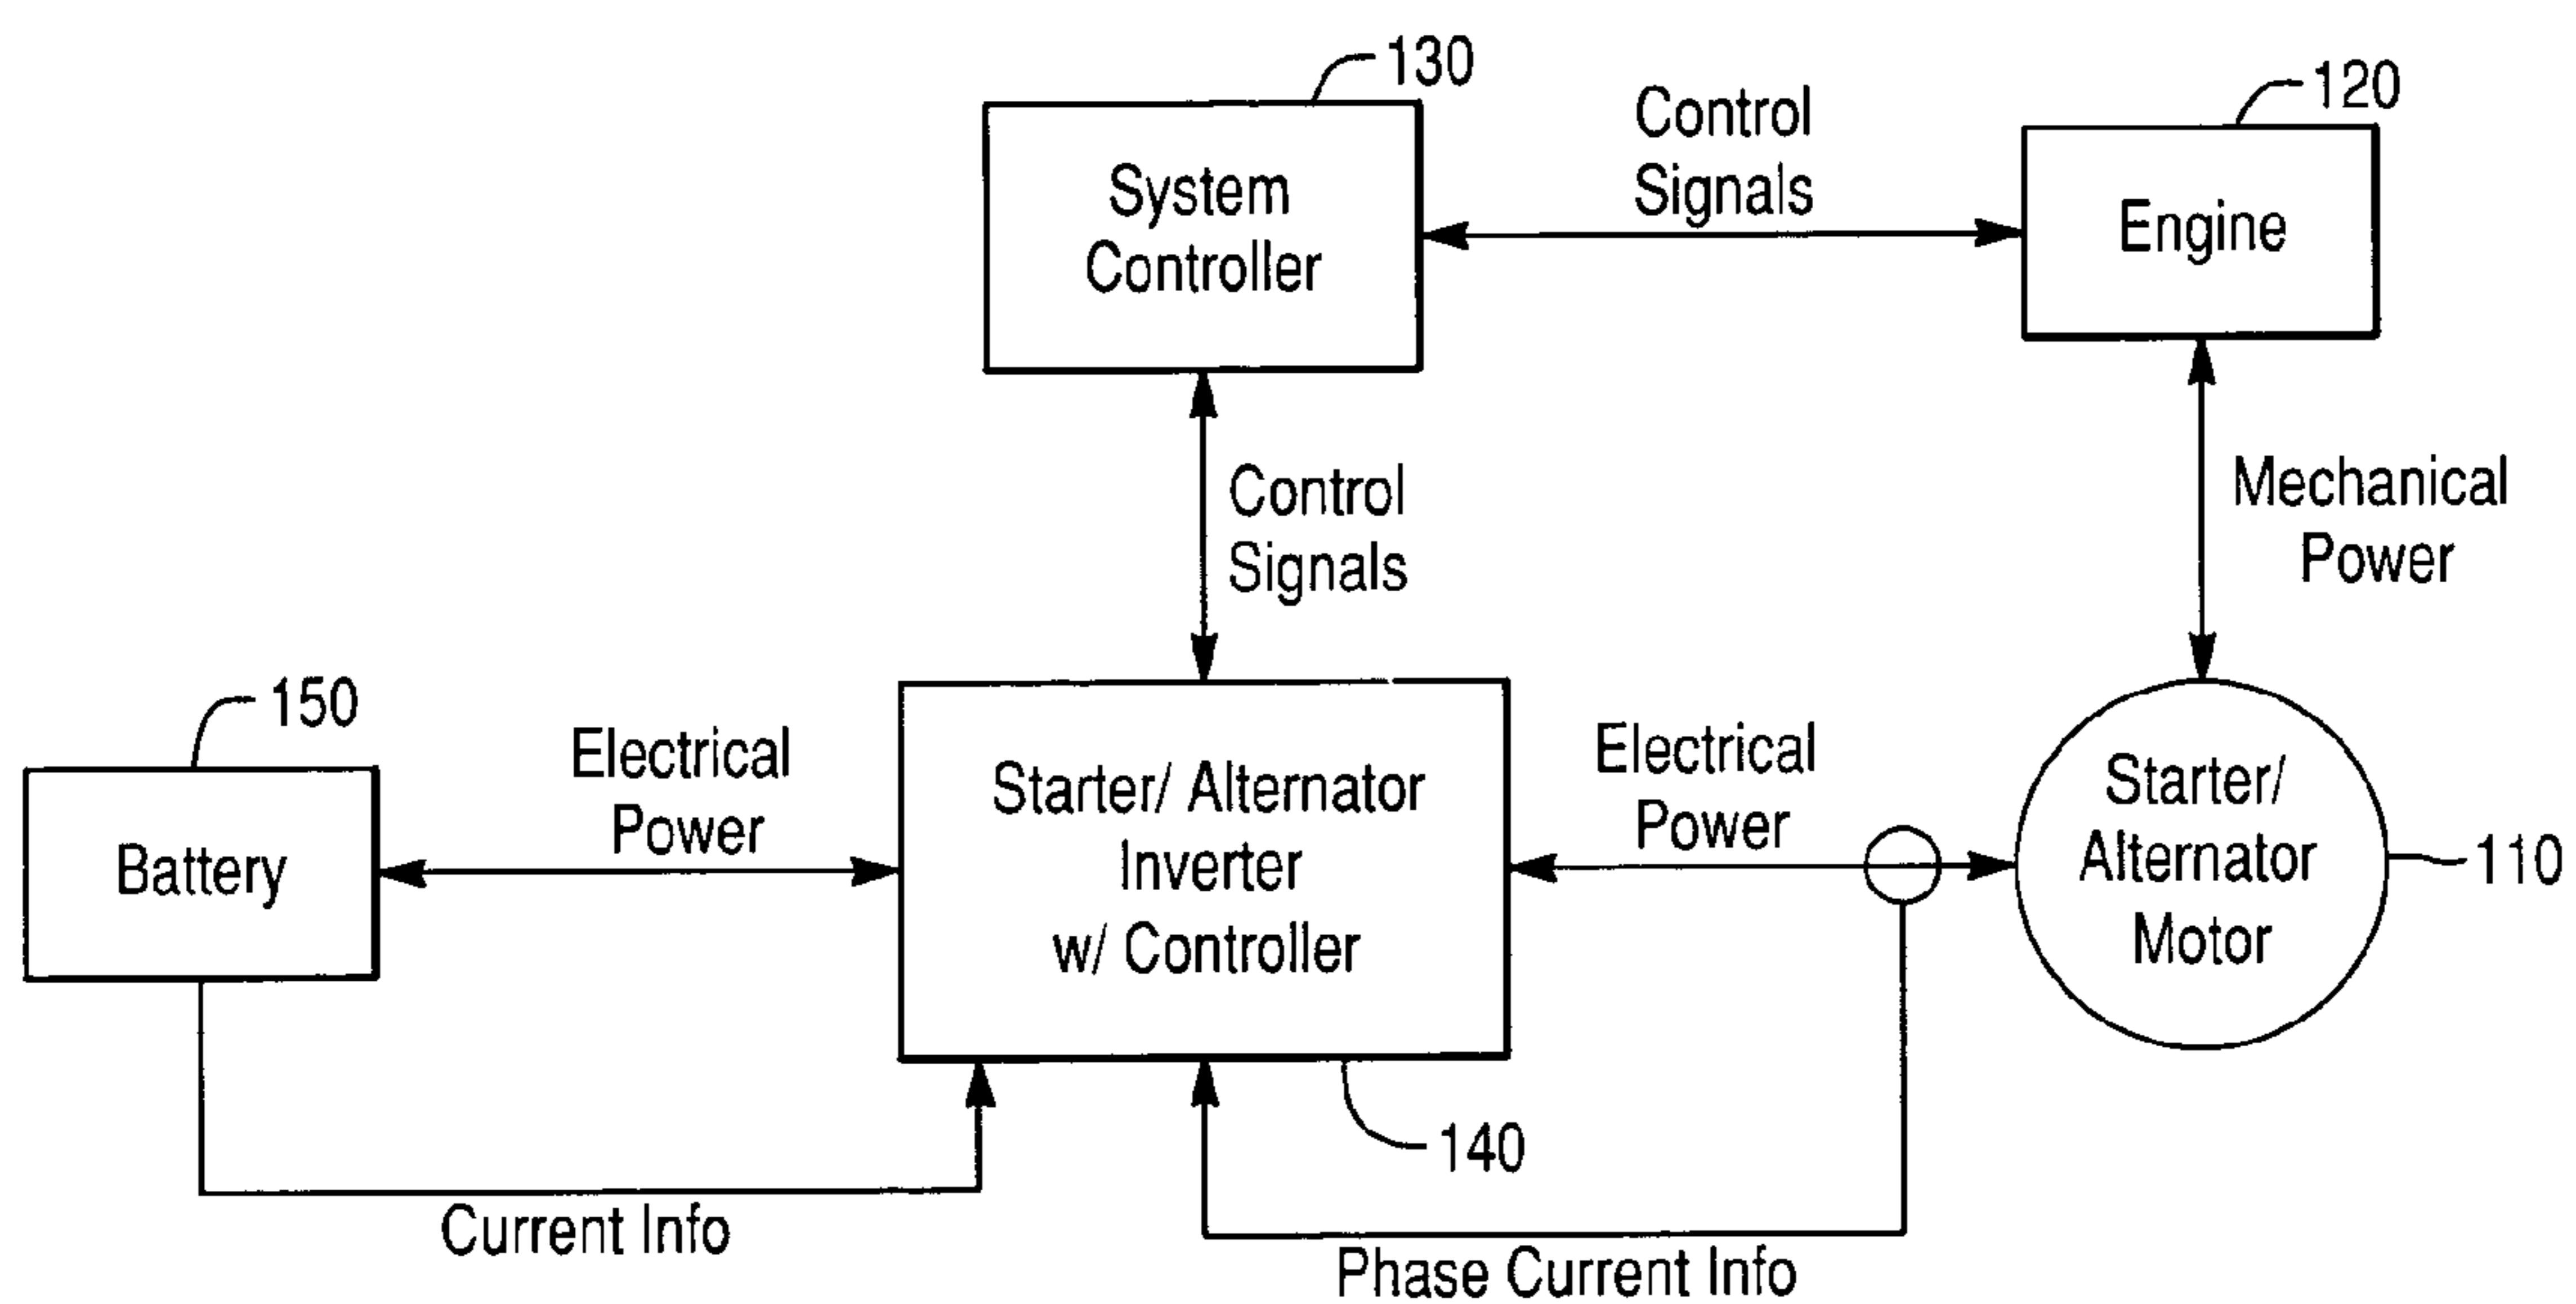 130
System
Controller
Control
Signals
120
Engine
Control
Signals
Mechanical
Power
150
Battery
Electrical
Power
Starter/ Alternator
Inverter
w/ Controller
Electrical
Power
Starter/
Alternator
Motor
110
140
Current Info
Phase Current Info